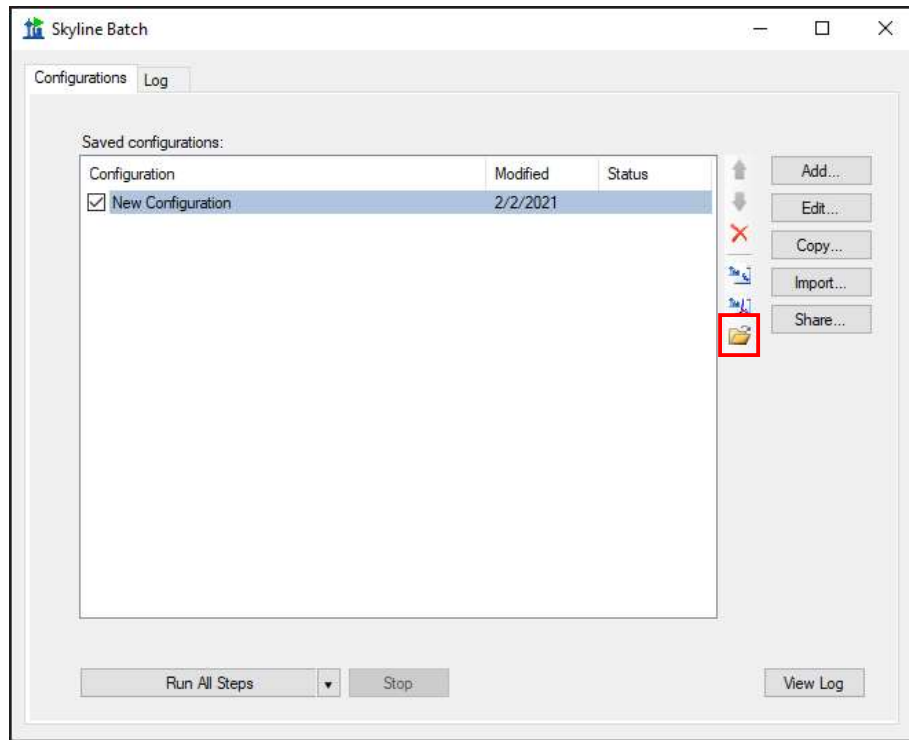 Skyline Batch
Configurations Log
Saved configurations:
Configuration Modified Status
New Configuration 2/2/2021
Add...
Edit...
Copy...
Import...
Share...
Run All Steps Stop View Log